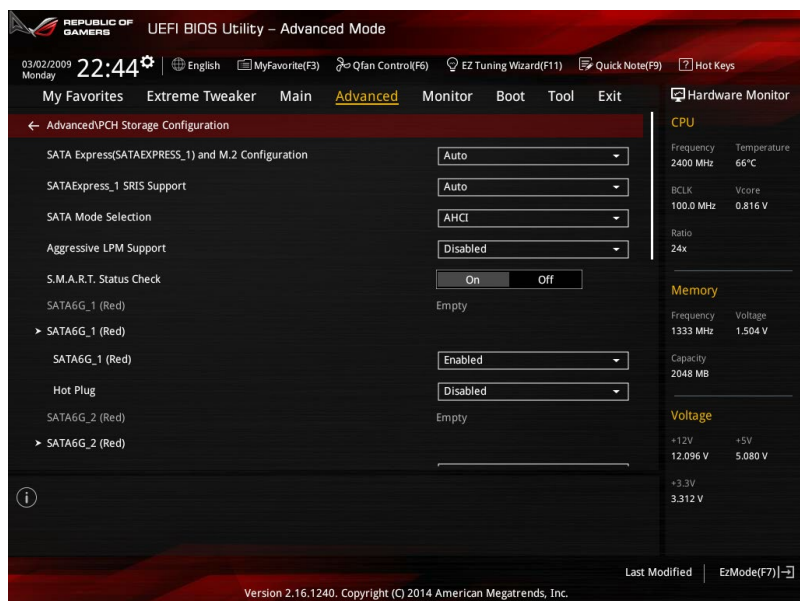 REPUBLIC OF
GAMERS
UEFI BIOS Utility – Advanced Mode
03/02/2009
Monday
22:44
English
MyFavorite(F3)
Qfan Control(F6)
EZ Tuning Wizard(F11)
Quick Note(F9)
Hot Keys
My Favorites
Extreme Tweaker
Main
Advanced
Monitor
Boot
Tool
Exit
Advanced\PCH Storage Configuration
SATA Express(SATAEXPRESS_1) and M.2 Configuration Auto
SATAExpress_1 SRIS Support Auto
SATA Mode Selection AHCI
Aggressive LPM Support Disabled
S.M.A.R.T. Status Check On Off
SATA6G_1 (Red) Empty
SATA6G_1 (Red)
SATA6G_1 (Red) Enabled
Hot Plug Disabled
SATA6G_2 (Red) Empty
SATA6G_2 (Red)
Hardware Monitor
CPU
Frequency Temperature
2400 MHz 66°C
BCLK Vcore
100.0 MHz 0.816 V
Ratio
24x
Memory
Frequency Voltage
1333 MHz 1.504 V
Capacity
2048 MB
Voltage
+12V +5V
12.096 V 5.080 V
+3.3V
3.312 V
Last Modified
EzMode(F7)
Version 2.16.1240. Copyright (C) 2014 American Megatrends, Inc.